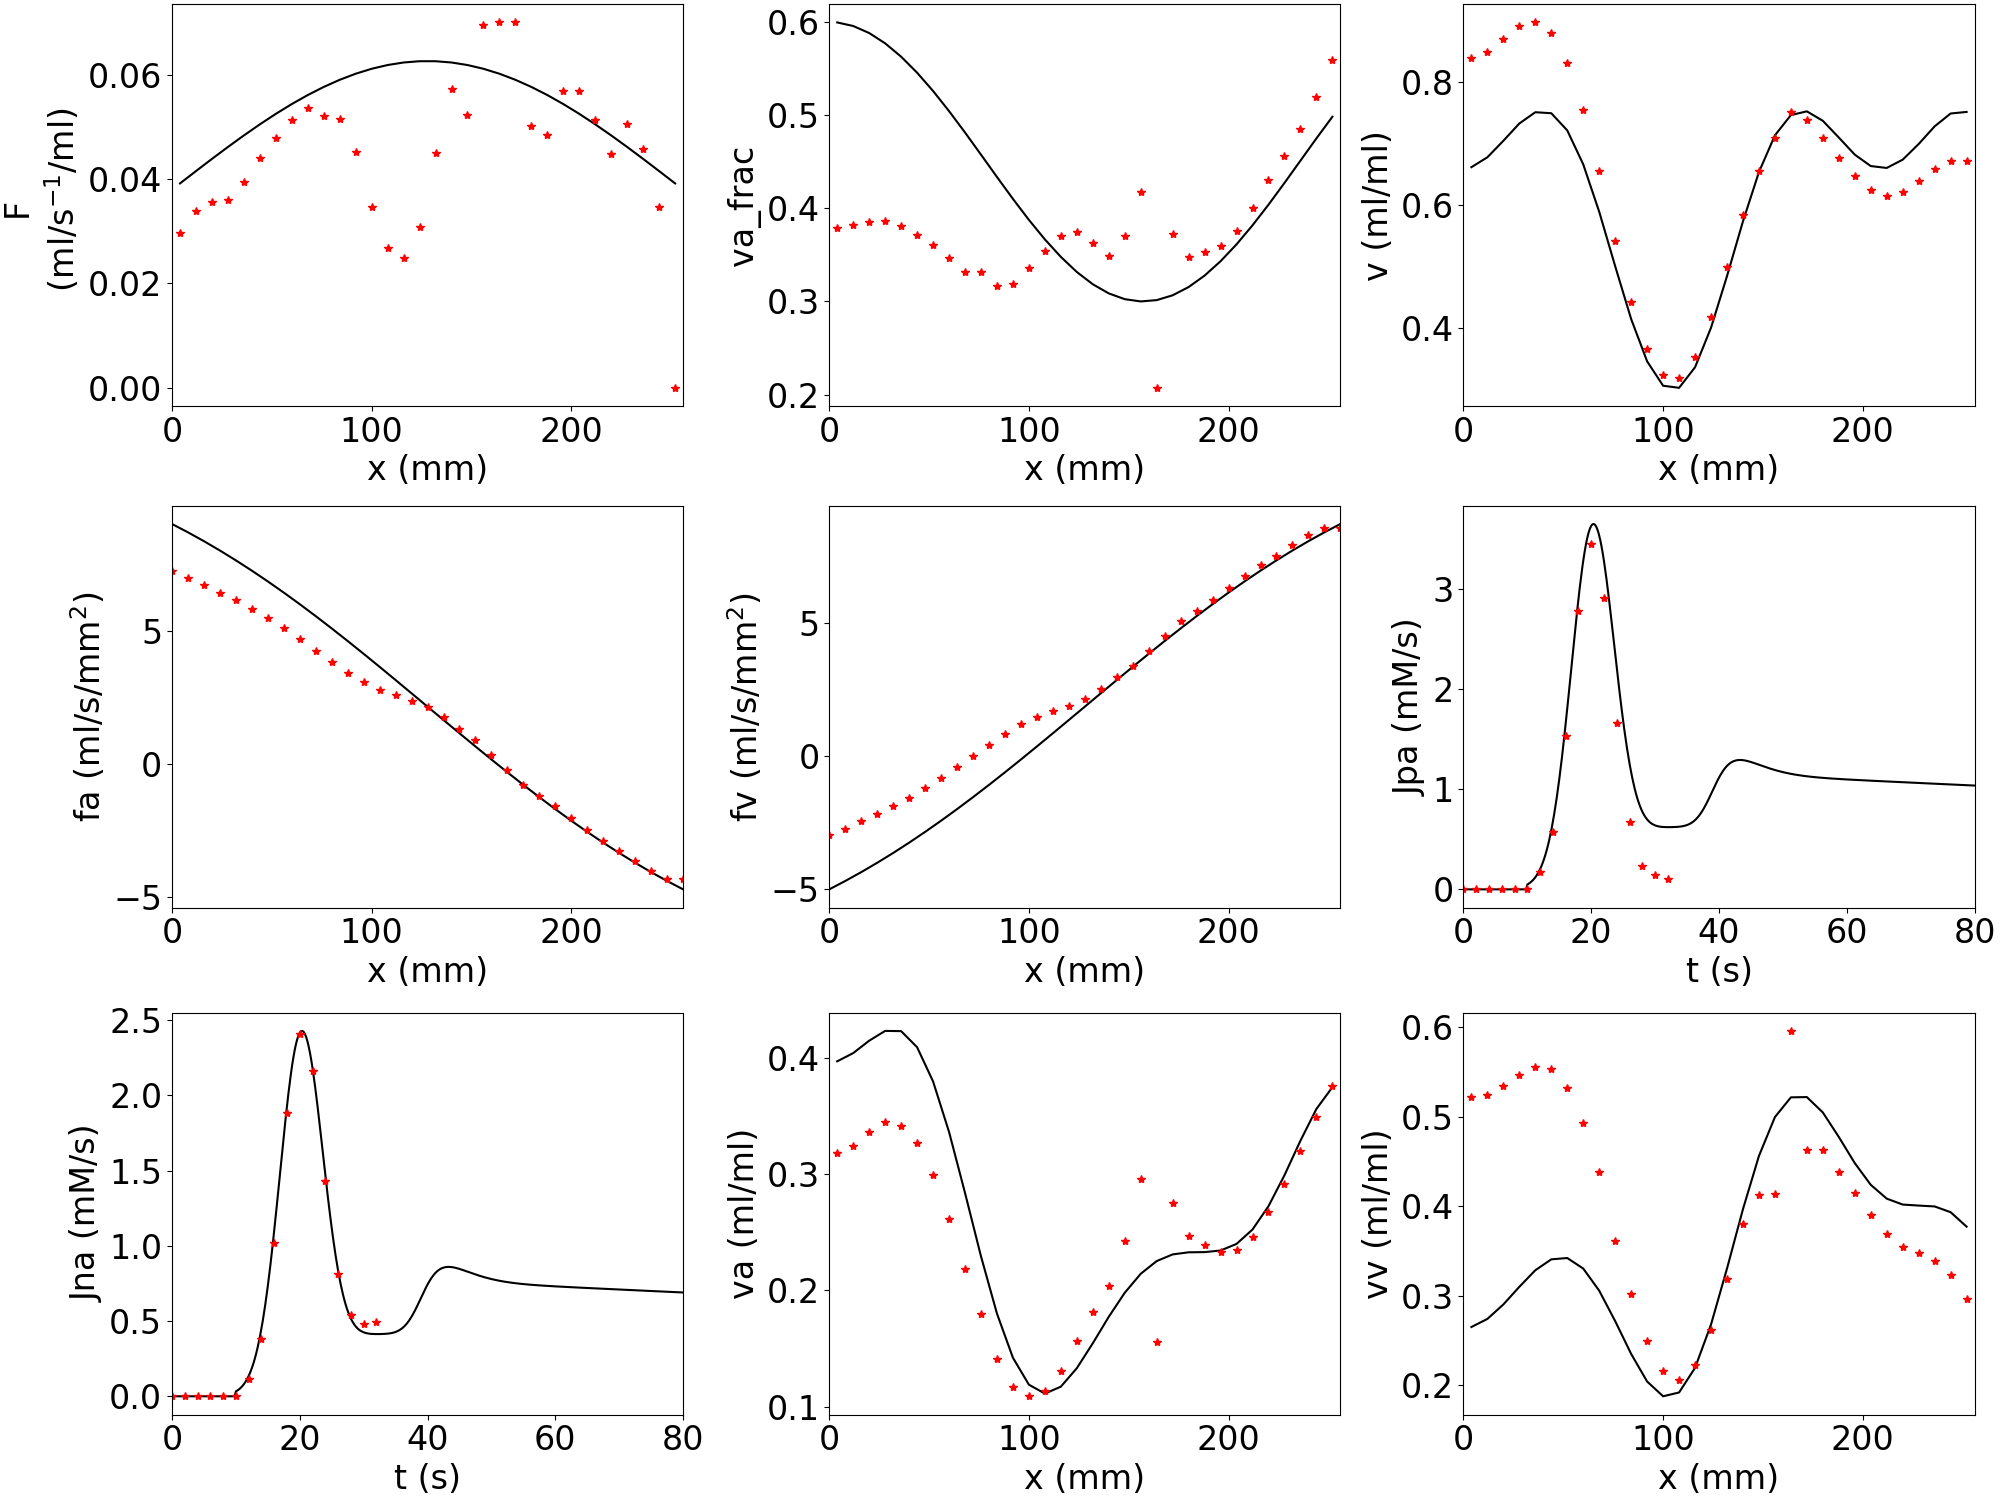 F
(ml/s⁻¹/ml)
0.06
0.04
0.02
0.00
0 100 200
x (mm)
va_frac
0.6
0.5
0.4
0.3
0.2
0 100 200
x (mm)
v (ml/ml)
0.8
0.6
0.4
0 100 200
x (mm)
fa (ml/s/mm²)
5
0
−5
0 100 200
x (mm)
fv (ml/s/mm²)
5
0
−5
0 100 200
x (mm)
Jpa (mM/s)
3
2
1
0
0 20 40 60 80
t (s)
Jna (mM/s)
2.5
2.0
1.5
1.0
0.5
0.0
0 20 40 60 80
t (s)
va (ml/ml)
0.4
0.3
0.2
0.1
0 100 200
x (mm)
vv (ml/ml)
0.6
0.5
0.4
0.3
0.2
0 100 200
x (mm)